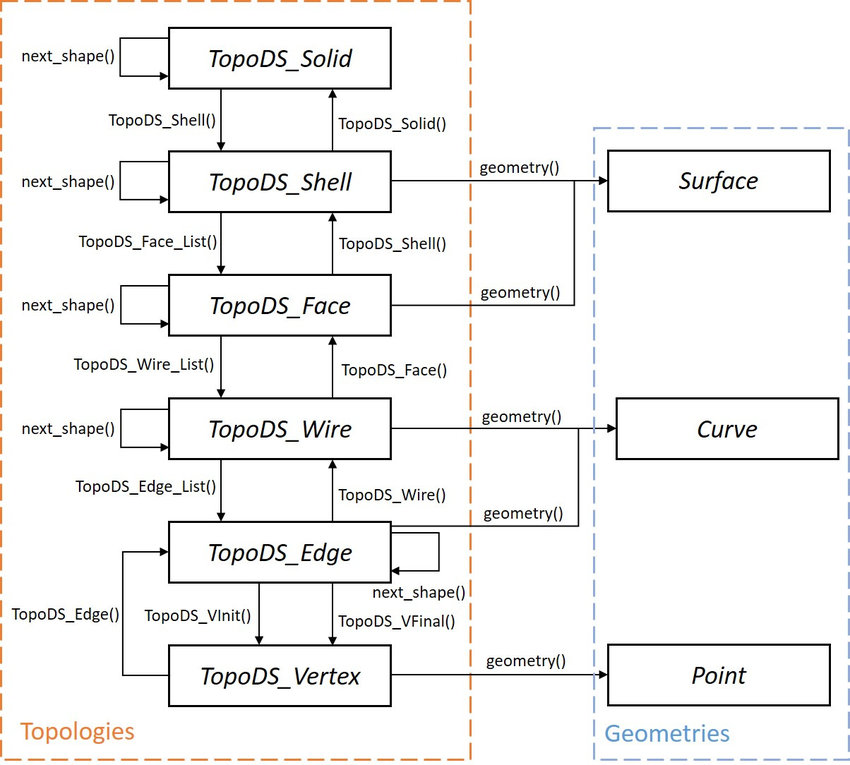 TopoDS_Solid
next_shape()
TopoDS_Shell()
TopoDS_Solid()
TopoDS_Shell
next_shape()
geometry()
Surface
TopoDS_Face_List()
TopoDS_Shell()
TopoDS_Face
next_shape()
geometry()
TopoDS_Wire_List()
TopoDS_Face()
TopoDS_Wire
next_shape()
geometry()
Curve
TopoDS_Edge_List()
TopoDS_Wire()
geometry()
TopoDS_Edge
next_shape()
TopoDS_Edge()
TopoDS_VInit()
TopoDS_VFinal()
TopoDS_Vertex
geometry()
Point
Topologies
Geometries